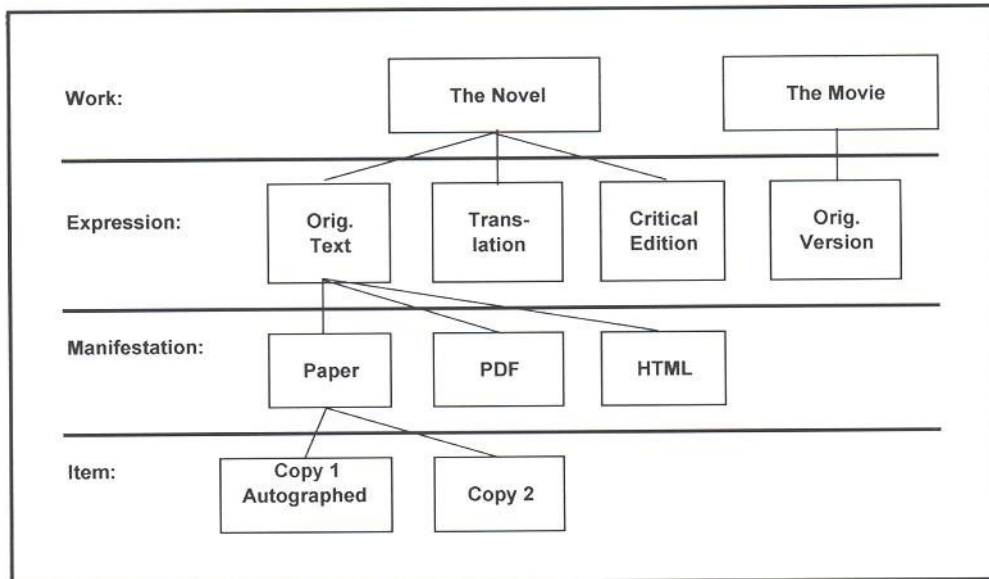 Work:
The Novel
The Movie
Expression:
Orig.
Text
Trans-
lation
Critical
Edition
Orig.
Version
Manifestation:
Paper
PDF
HTML
Item:
Copy 1
Autographed
Copy 2